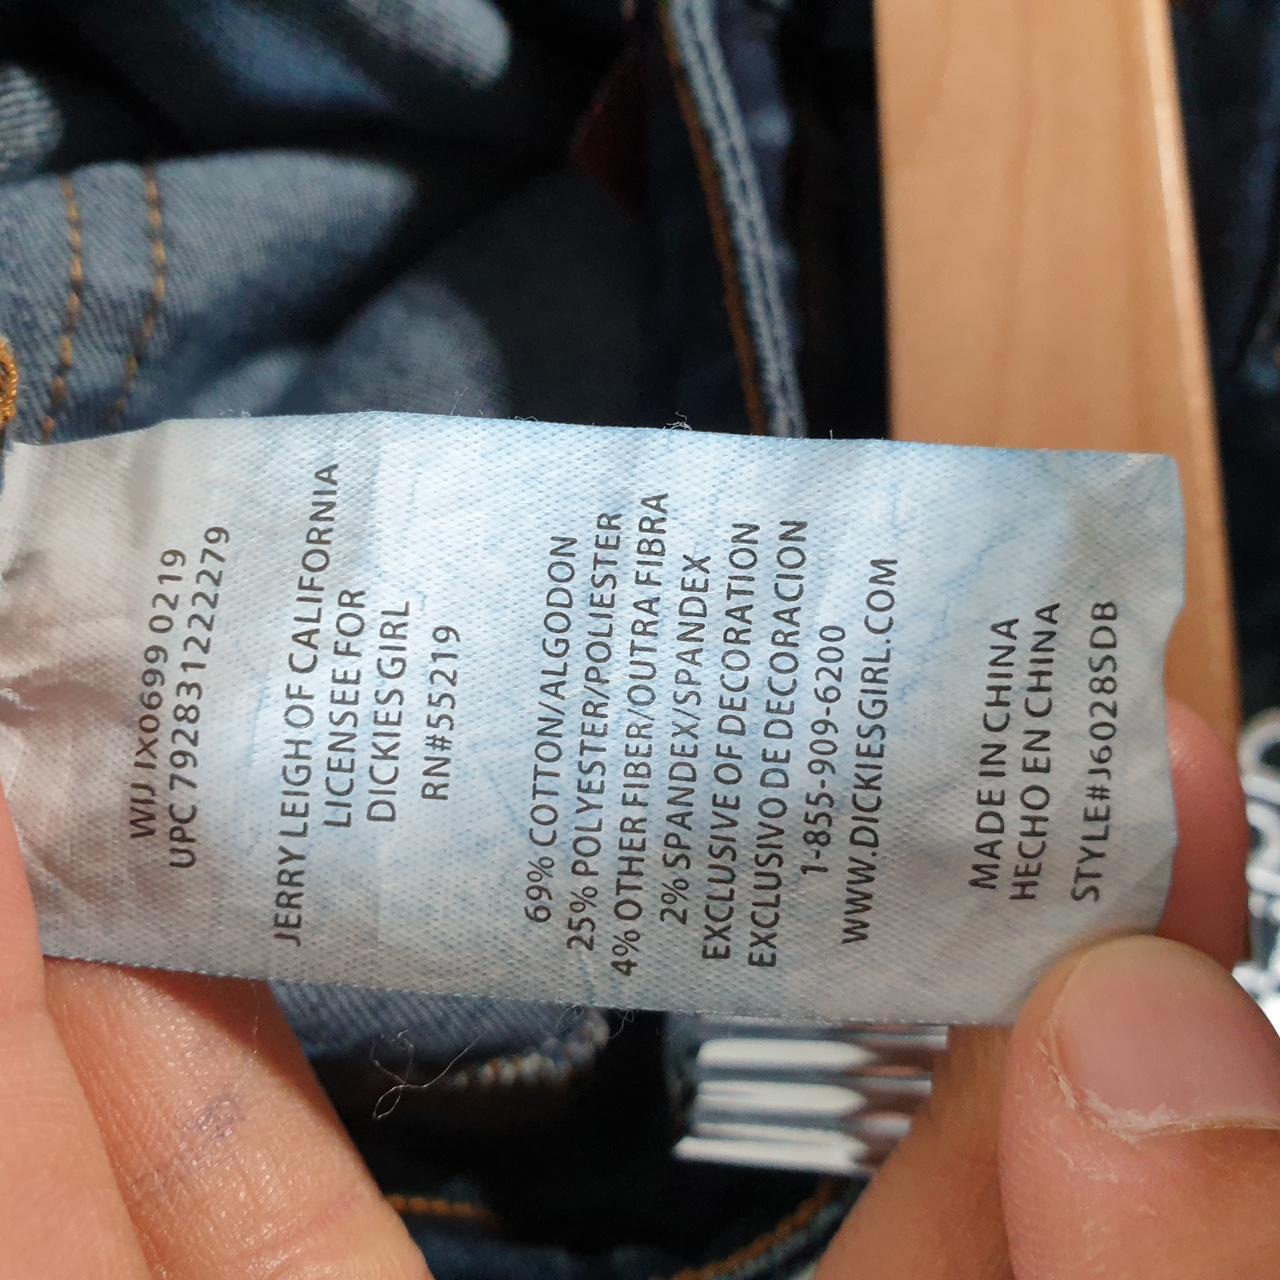 WIJ IX0699 0219
UPC 792831222279
JERRY LEIGH OF CALIFORNIA
LICENSEE FOR
DICKIES GIRL
RN#55219
69% COTTON/ALGODON
25% POLYESTER/POLIESTER
4% OTHER FIBER/OUTRA FIBRA
2% SPANDEX/SPANDEX
EXCLUSIVE OF DECORATION
EXCLUSIVO DE DECORACION
1-855-909-6200
WWW.DICKIESGIRL.COM
MADE IN CHINA
HECHO EN CHINA
STYLE#J6028SDB